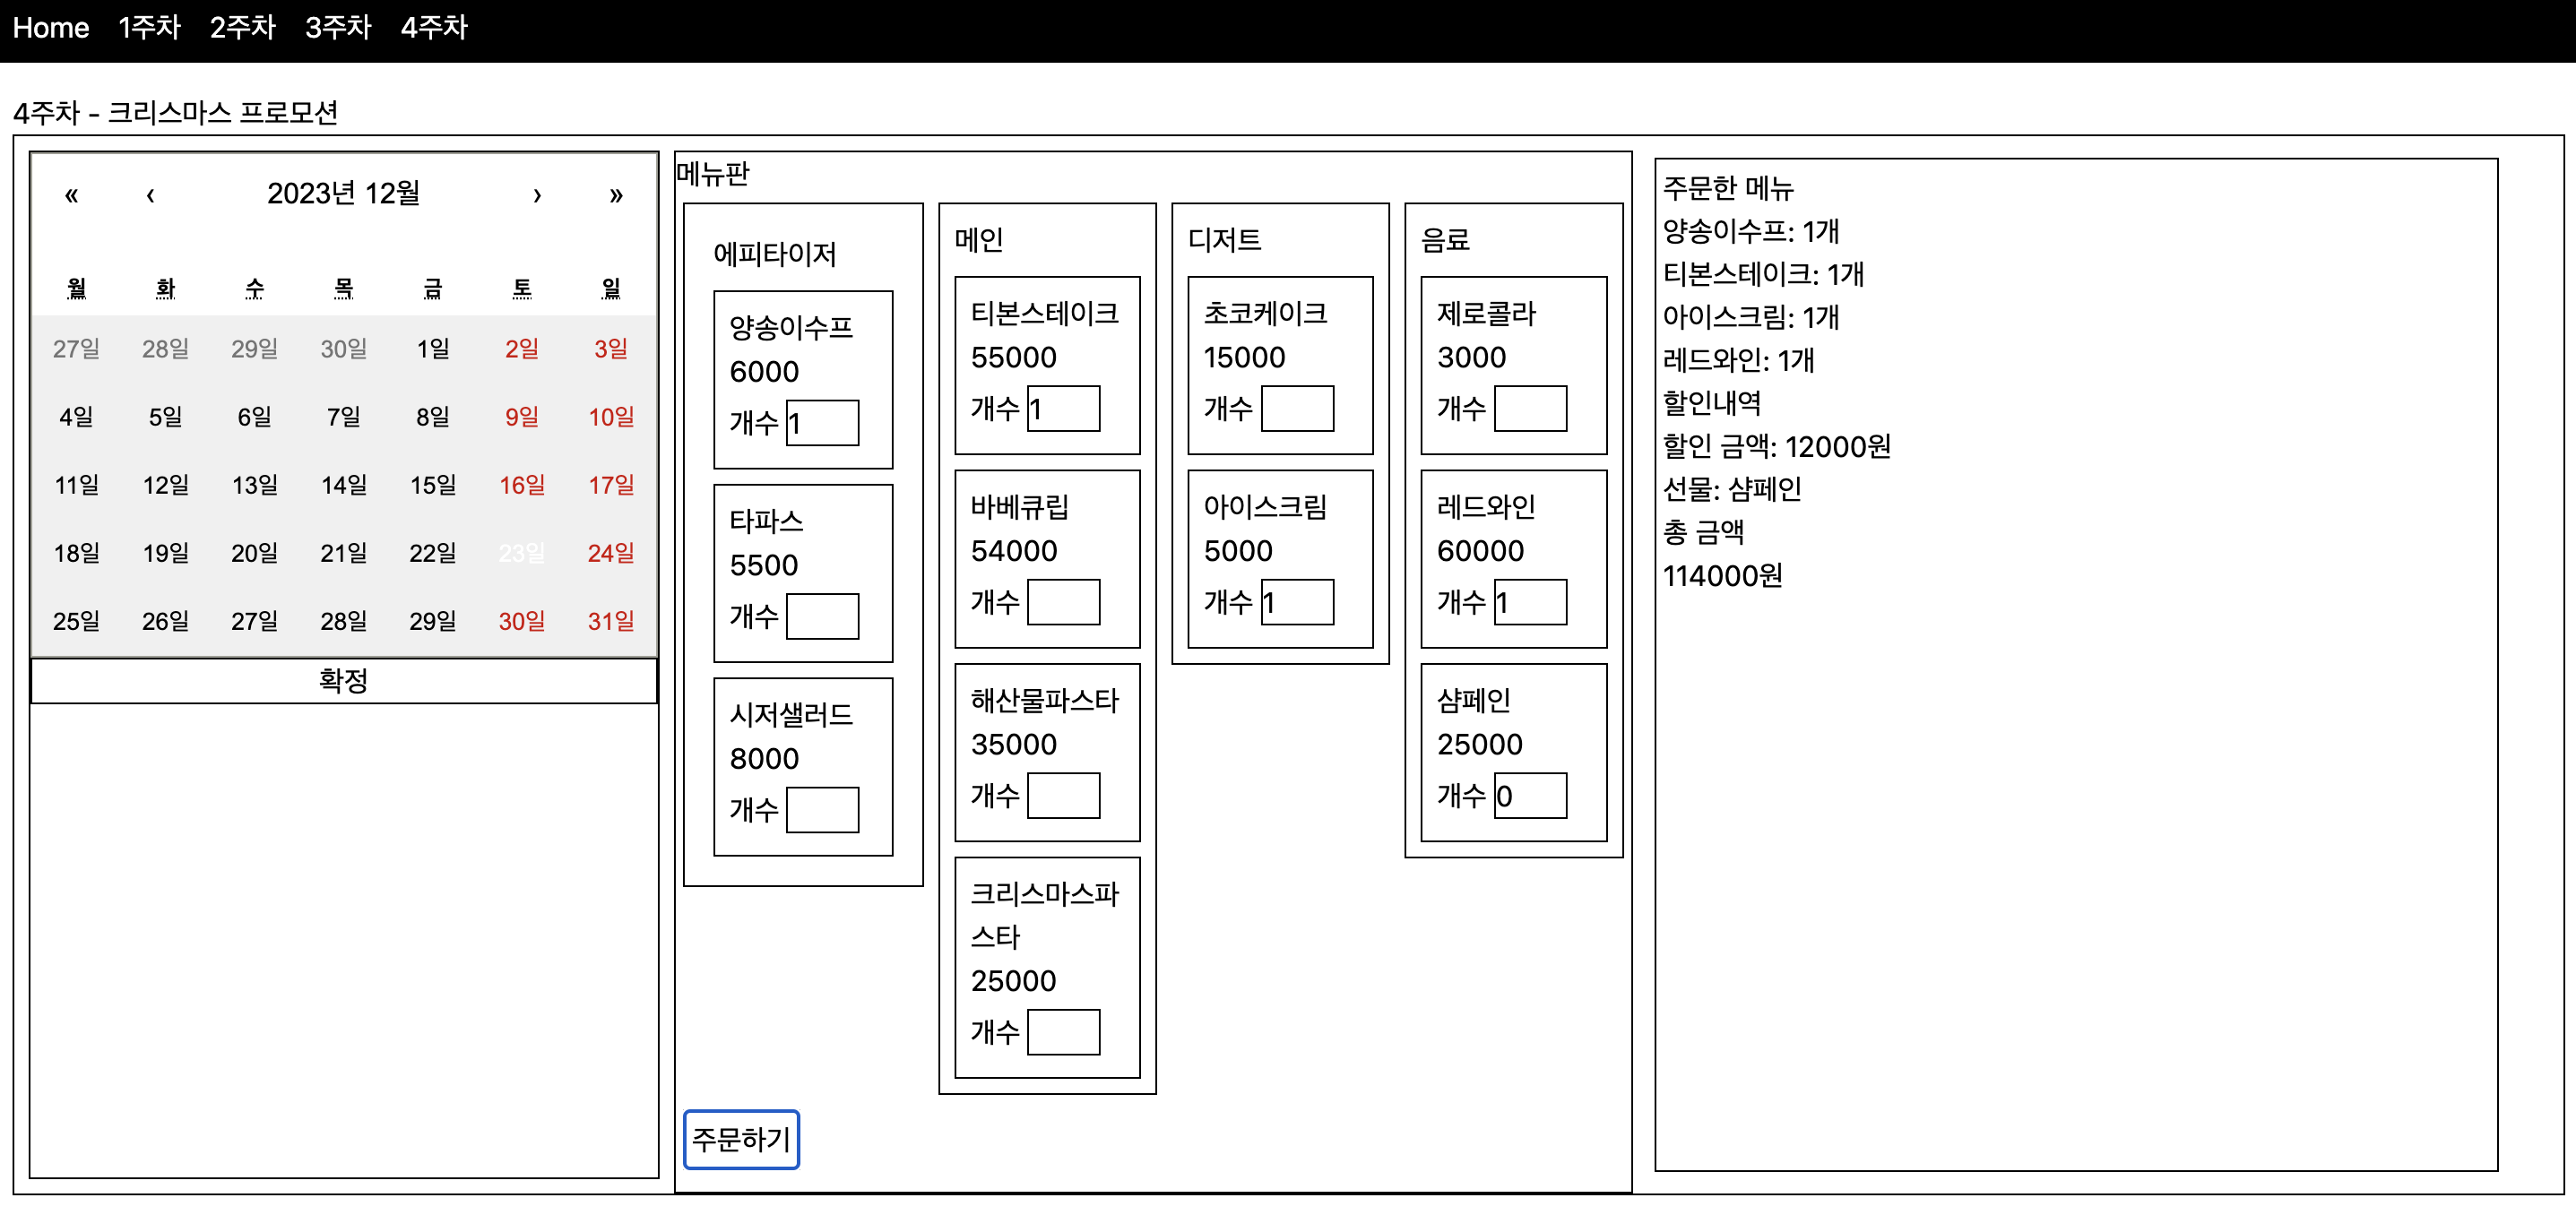 Home 1주차 2주차 3주차 4주차
4주차 - 크리스마스 프로모션
« ‹ 2023년 12월 › »
월 화 수 목 금 토 일
27일 28일 29일 30일 1일 2일 3일
4일 5일 6일 7일 8일 9일 10일
11일 12일 13일 14일 15일 16일 17일
18일 19일 20일 21일 22일 23일 24일
25일 26일 27일 28일 29일 30일 31일
확정
메뉴판
에피타이저
양송이수프
6000
개수 1
타파스
5500
개수
시저샐러드
8000
개수
메인
티본스테이크
55000
개수 1
바베큐립
54000
개수
해산물파스타
35000
개수
크리스마스파
스타
25000
개수
디저트
초코케이크
15000
개수
아이스크림
5000
개수 1
음료
제로콜라
3000
개수
레드와인
60000
개수 1
샴페인
25000
개수 0
주문하기
주문한 메뉴
양송이수프: 1개
티본스테이크: 1개
아이스크림: 1개
레드와인: 1개
할인내역
할인 금액: 12000원
선물: 샴페인
총 금액
114000원